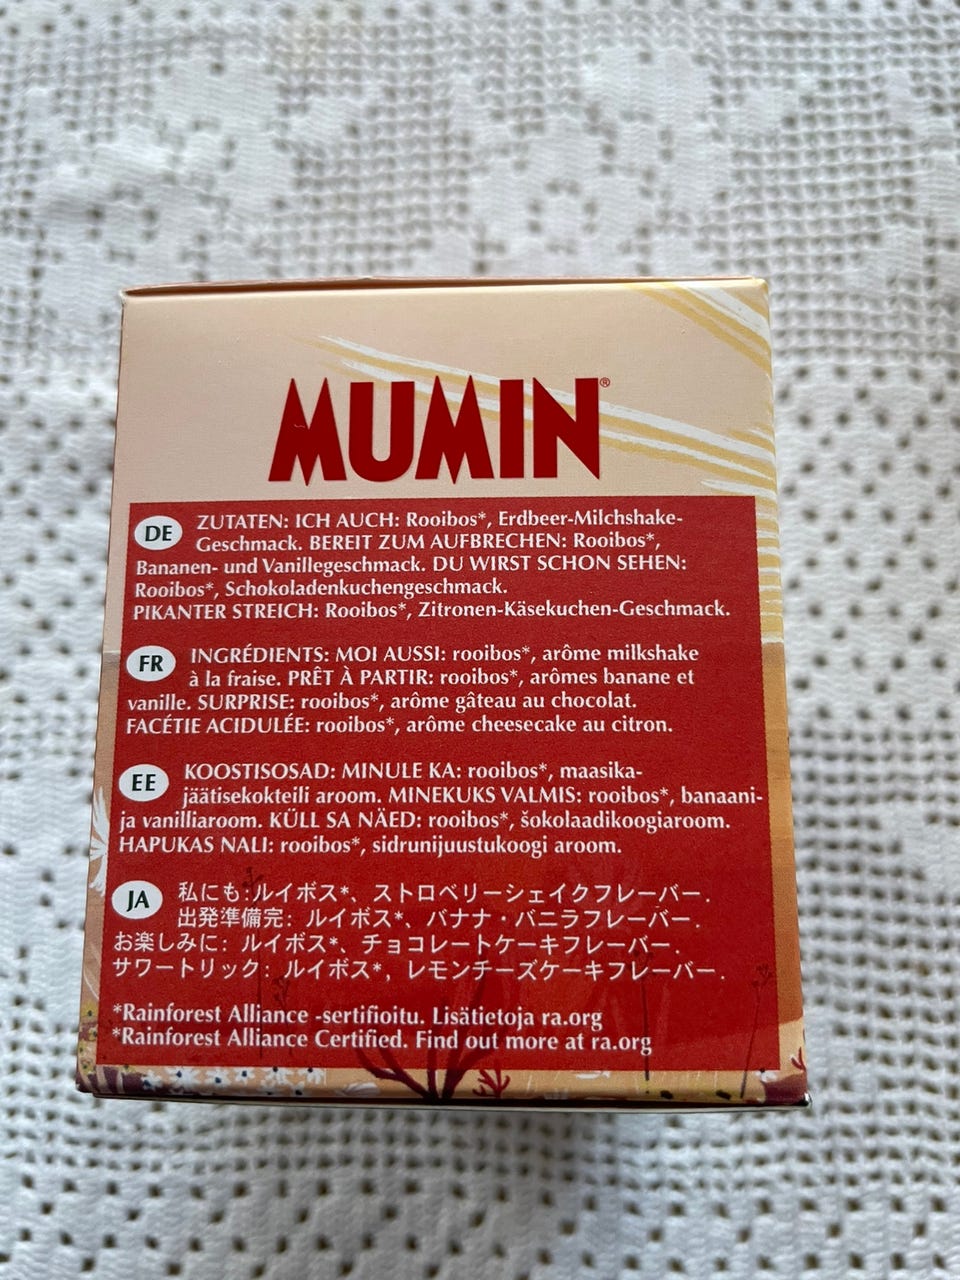 MUMIN®
DE ZUTATEN: ICH AUCH: Rooibos*, Erdbeer-Milchshake-
Geschmack. BEREIT ZUM AUFBRECHEN: Rooibos*,
Bananen- und Vanillegeschmack. DU WIRST SCHON SEHEN:
Rooibos*, Schokoladenkuchengeschmack.
PIKANTER STREICH: Rooibos*, Zitronen-Käsekuchen-Geschmack.
FR INGRÉDIENTS: MOI AUSSI: rooibos*, arôme milkshake
à la fraise. PRÊT À PARTIR: rooibos*, arômes banane et
vanille. SURPRISE: rooibos*, arôme gâteau au chocolat.
FACÉTIE ACIDULÉE: rooibos*, arôme cheesecake au citron.
EE KOOSTISOSAD: MINULE KA: rooibos*, maasika-
jäätisekokteili aroom. MINEKUKS VALMIS: rooibos*, banaani-
ja vanilliaroom. KÜLL SA NÄED: rooibos*, šokolaadikoogiaroom.
HAPUKAS NALI: rooibos*, sidrunijuustukoogi aroom.
JA 私にも:ルイボス*、ストロベリーシェイクフレーバー.
出発準備完: ルイボス*、バナナ・バニラフレーバー.
お楽しみに: ルイボス*、チョコレートケーキフレーバー.
サワートリック: ルイボス*, レモンチーズケーキフレーバー.
*Rainforest Alliance -sertifioitu. Lisätietoja ra.org
*Rainforest Alliance Certified. Find out more at ra.org